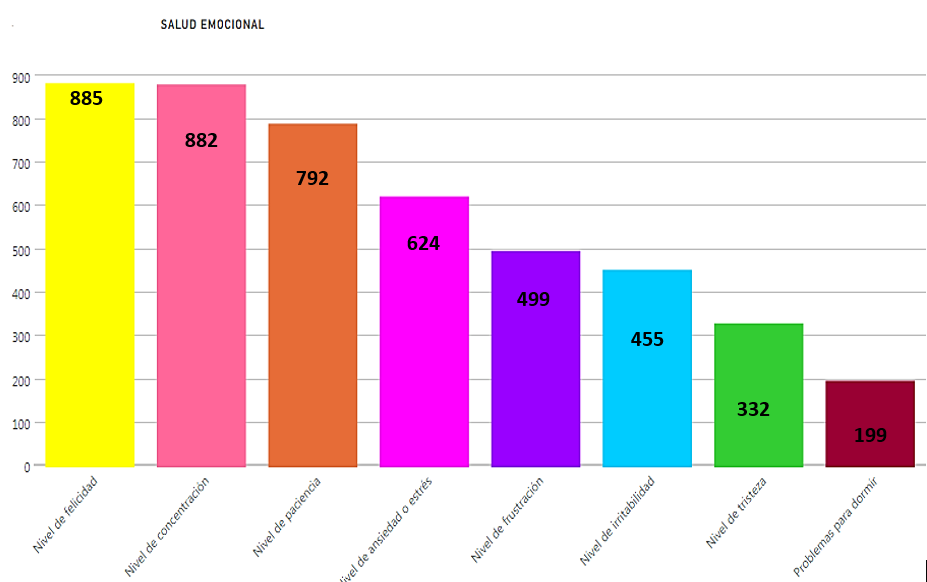 SALUD EMOCIONAL
900
800
700
600
500
400
300
200
100
0
885
882
792
624
499
455
332
199
Nivel de felicidad
Nivel de concentración
Nivel de paciencia
ivel de ansiedad o estrés
Nivel de frustración
Nivel de irritabilidad
Nivel de tristeza
Problemas para dormir